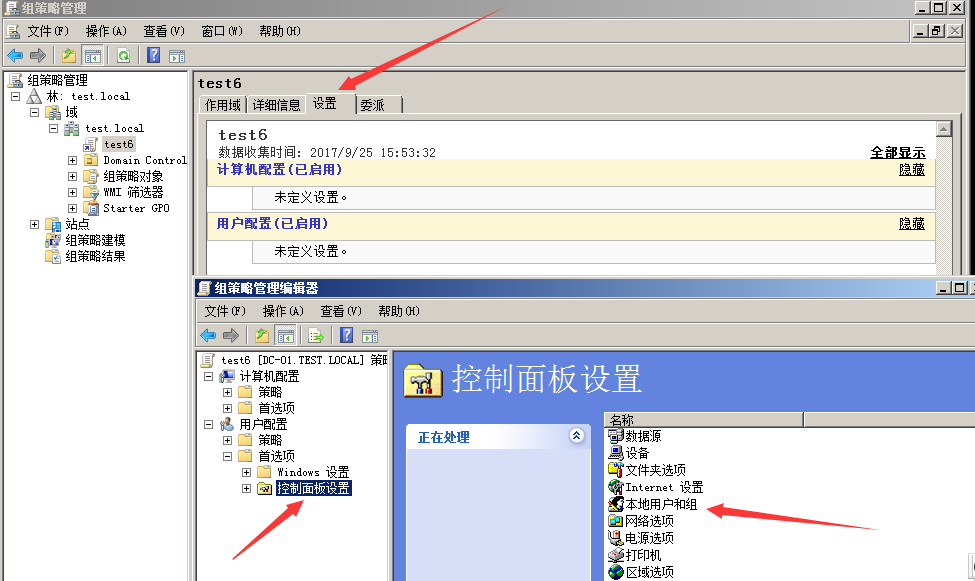 组策略管理
文件(F) 操作(A) 查看(V) 窗口(W) 帮助(H)
组策略管理
林: test.local
域
test.local
test6
Domain Control
组策略对象
WMI 筛选器
Starter GPO
站点
组策略建模
组策略结果
test6
作用域 详细信息 设置 委派
test6
数据收集时间: 2017/9/25 15:53:32
全部显示
计算机配置(已启用) 隐藏
未定义设置。
用户配置(已启用) 隐藏
未定义设置。
组策略管理编辑器
文件(F) 操作(A) 查看(V) 帮助(H)
test6 [DC-01.TEST.LOCAL] 策略
计算机配置
策略
首选项
用户配置
策略
首选项
Windows 设置
控制面板设置
控制面板设置
正在处理
名称
数据源
设备
文件夹选项
Internet 设置
本地用户和组
网络选项
电源选项
打印机
区域选项